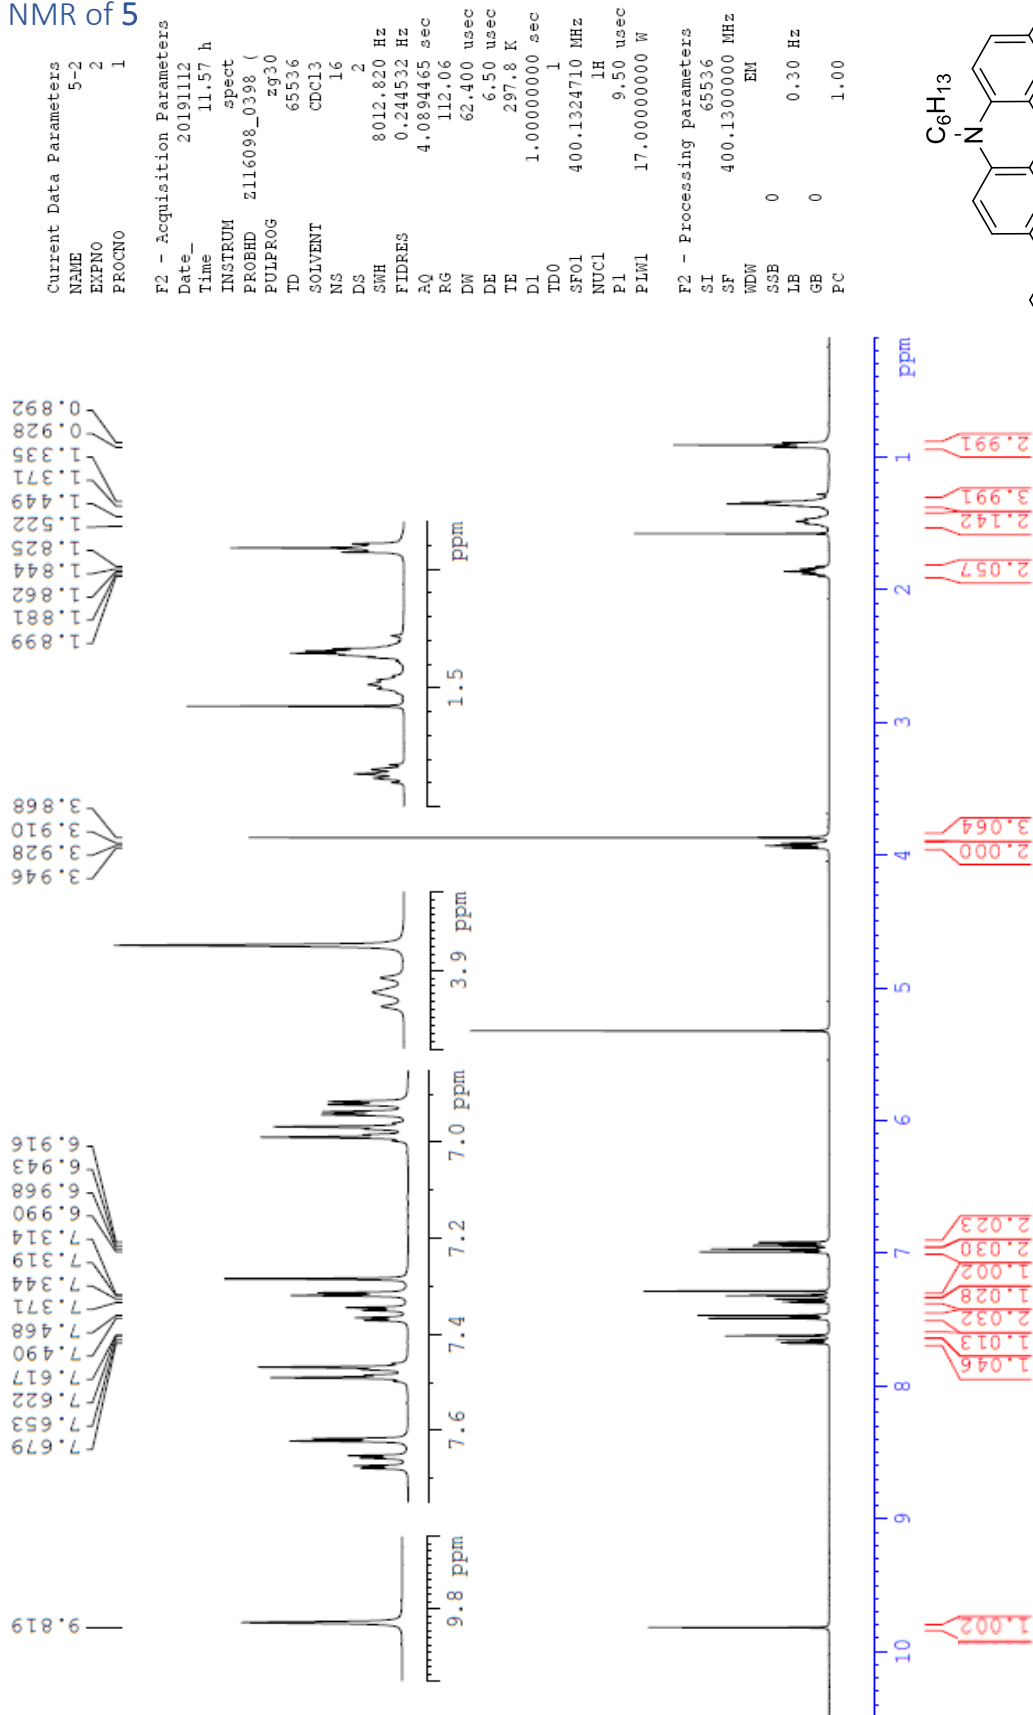 NMR of 5
Current Data Parameters
NAME 5-2
EXPNO 2
PROCNO 1
F2 - Acquisition Parameters
Date_ 20191112
Time 11.57 h
INSTRUM spect
PROBHD Z116098_0398 (
PULPROG zg30
TD 65536
SOLVENT CDCl3
NS 16
DS 2
SWH 8012.820 Hz
FIDRES 0.244532 Hz
AQ 4.0894465 sec
RG 112.06
DW 62.400 usec
DE 6.50 usec
TE 297.8 K
D1 1.00000000 sec
TD0 1
SFO1 400.1324710 MHz
NUC1 1H
P1 9.50 usec
PLW1 17.00000000 W
F2 - Processing parameters
SI 65536
SF 400.1300000 MHz
WDW EM
SSB 0
LB 0.30 Hz
GB 0
PC 1.00
C6H13
N
0.892
0.928
1.335
1.371
1.449
1.522
1.825
1.844
1.862
1.881
1.899
3.868
3.910
3.928
3.946
6.916
6.943
6.968
6.990
7.314
7.319
7.344
7.371
7.468
7.490
7.617
7.622
7.653
7.679
9.819
1.5 ppm
3.9 ppm
7.6 7.4 7.2 7.0 ppm
9.8 ppm
10 9 8 7 6 5 4 3 2 1 ppm
2.991
3.991
2.142
2.057
3.064
2.000
2.023
2.030
1.002
1.028
2.032
1.013
1.046
1.002